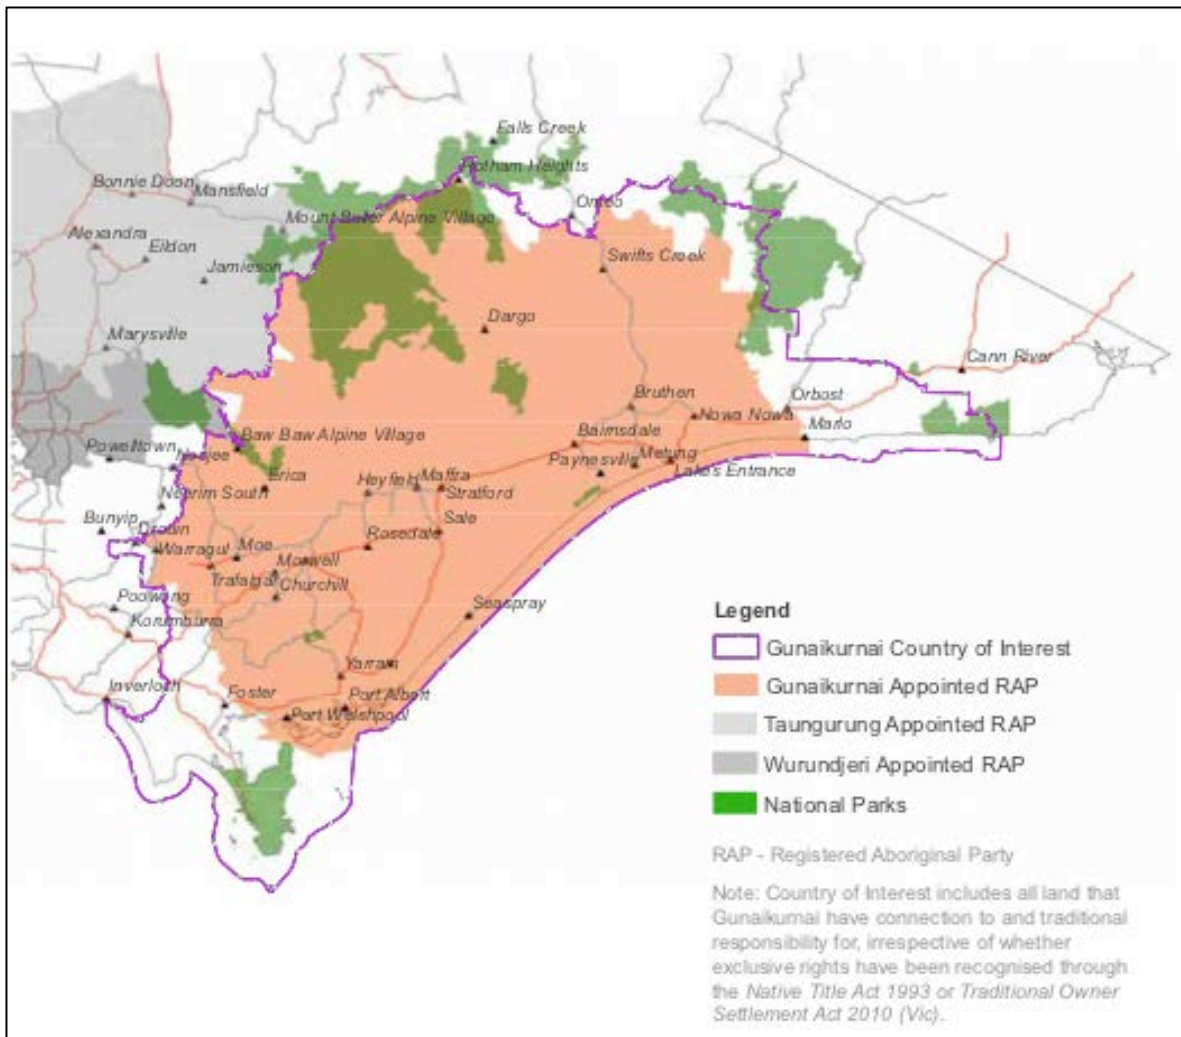 Falls Creek
Hotham Heights
Bonnie Doon
Mansfield
Omeo
Mount Buller Alpine Village
Alexandra
Eildon
Jamieson
Swifts Creek
Dargo
Marysville
Cann River
Bruthen
Orbost
Nowa Nowa
Baw Baw Alpine Village
Bairnsdale
Marlo
Powelltown
Noojee
Paynesville
Metung
Lakes Entrance
Erica
Heyfield
Maffra
Neerim South
Stratford
Bunyip
Drouin
Sale
Rosedale
Warragul
Moe
Morwell
Trafalgar
Churchill
Poowong
Seaspray
Korumburra
Yarram
Inverloch
Foster
Port Albert
Port Welshpool
Legend
Gunaikurnai Country of Interest
Gunaikurnai Appointed RAP
Taungurung Appointed RAP
Wurundjeri Appointed RAP
National Parks
RAP - Registered Aboriginal Party
Note: Country of Interest includes all land that
Gunaikurnai have connection to and traditional
responsibility for, irrespective of whether
exclusive rights have been recognised through
the Native Title Act 1993 or Traditional Owner
Settlement Act 2010 (Vic).